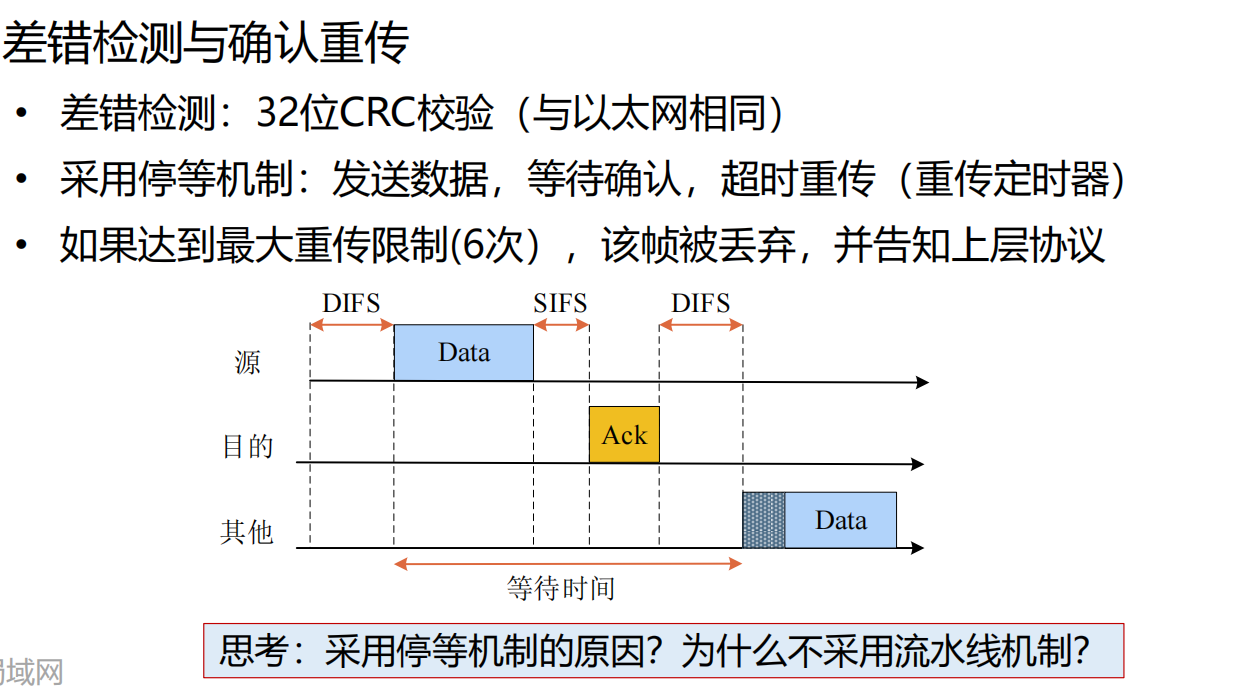 差错检测与确认重传
• 差错检测：32位CRC校验（与以太网相同）
• 采用停等机制：发送数据，等待确认，超时重传（重传定时器）
• 如果达到最大重传限制(6次），该帧被丢弃，并告知上层协议
DIFS SIFS DIFS
源 Data
目的 Ack
其他 Data
等待时间
思考：采用停等机制的原因？为什么不采用流水线机制？
局域网